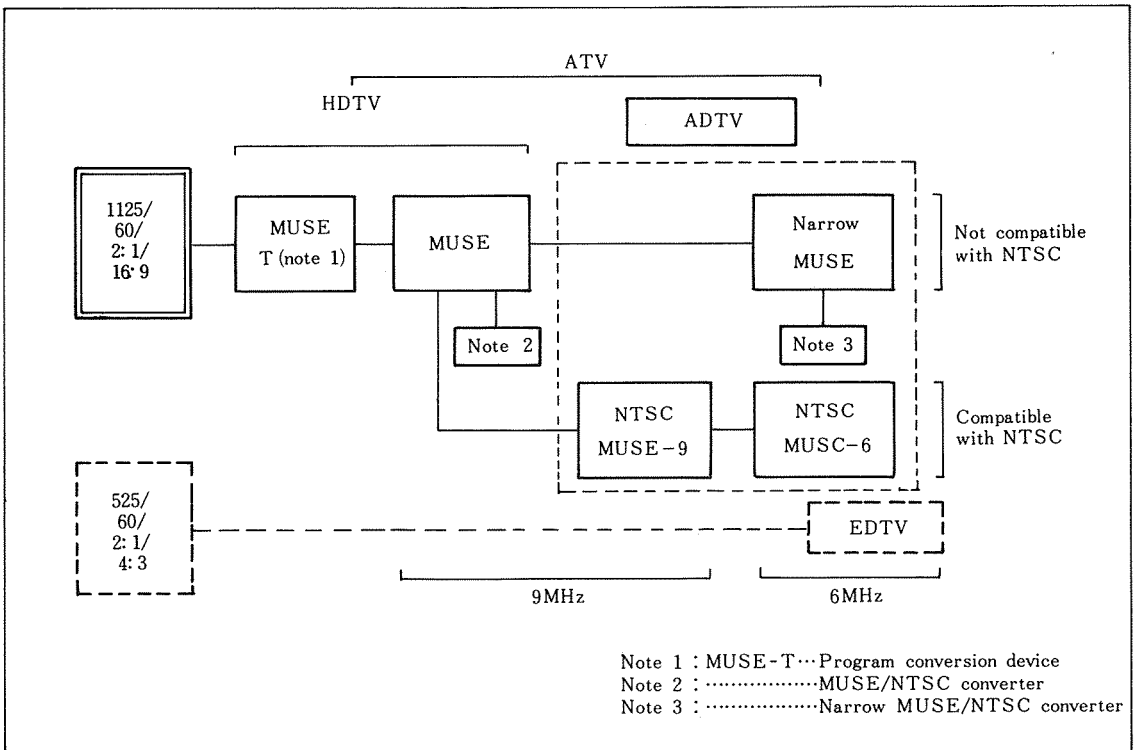 ATV
HDTV
ADTV
1125/
60/
2:1/
16:9
MUSE
T (note 1)
MUSE
Narrow
MUSE
Not compatible
with NTSC
Note 2
Note 3
NTSC
MUSE-9
NTSC
MUSC-6
Compatible
with NTSC
525/
60/
2:1/
4:3
EDTV
9MHz
6MHz
Note 1 : MUSE-T···Program conversion device
Note 2 : ··················MUSE/NTSC converter
Note 3 : ··················Narrow MUSE/NTSC converter